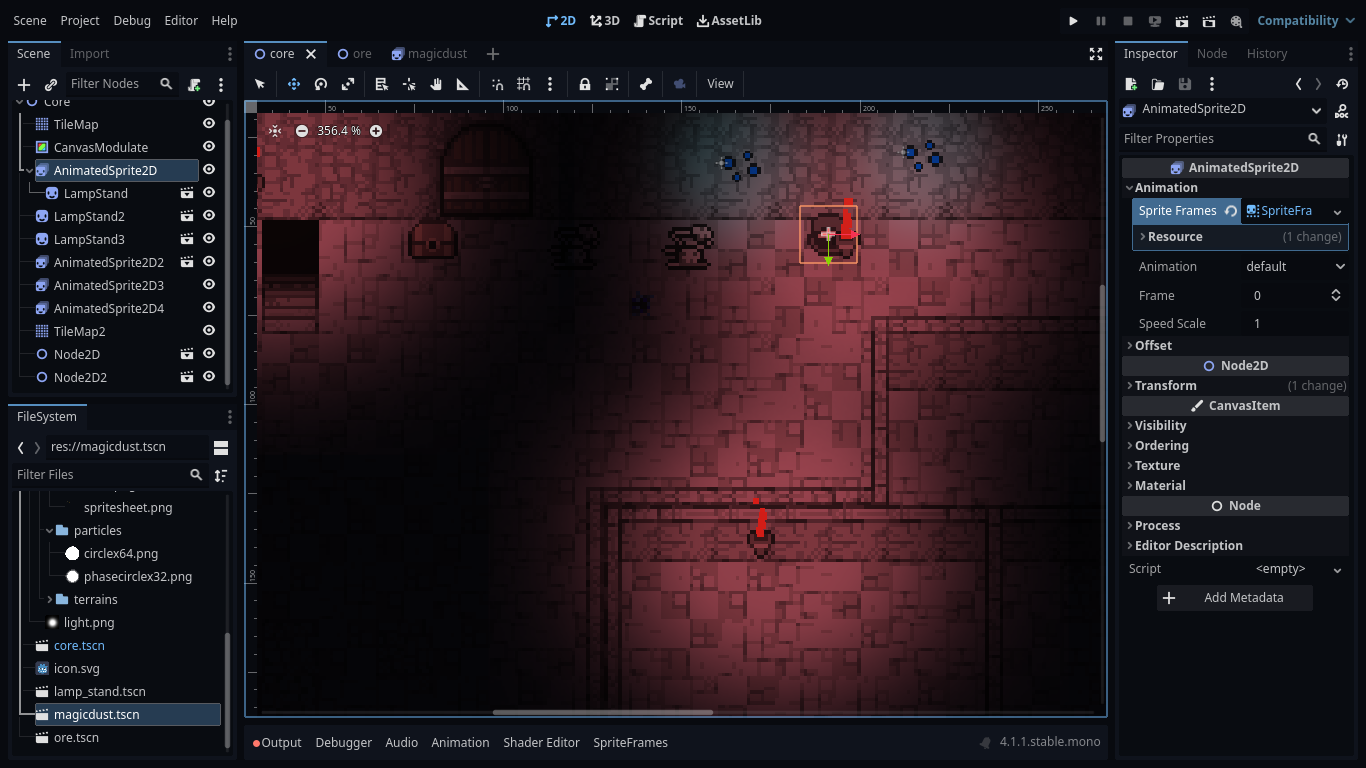 Scene Project Debug Editor Help
2D 3D Script AssetLib
Compatibility
Scene Import
Filter Nodes
Core
TileMap
CanvasModulate
AnimatedSprite2D
LampStand
LampStand2
LampStand3
AnimatedSprite2D2
AnimatedSprite2D3
AnimatedSprite2D4
TileMap2
Node2D
Node2D2
FileSystem
res://magicdust.tscn
Filter Files
spritesheet.png
particles
circlex64.png
phasecirclex32.png
terrains
light.png
core.tscn
icon.svg
lamp_stand.tscn
magicdust.tscn
ore.tscn
core ore magicdust
View
50 100 150 200 250
356.4 %
50
100
150
Output Debugger Audio Animation Shader Editor SpriteFrames
4.1.1.stable.mono
Inspector Node History
AnimatedSprite2D
Filter Properties
AnimatedSprite2D
Animation
Sprite Frames SpriteFra
Resource (1 change)
Animation default
Frame 0
Speed Scale 1
Offset
Node2D
Transform (1 change)
CanvasItem
Visibility
Ordering
Texture
Material
Node
Process
Editor Description
Script <empty>
Add Metadata